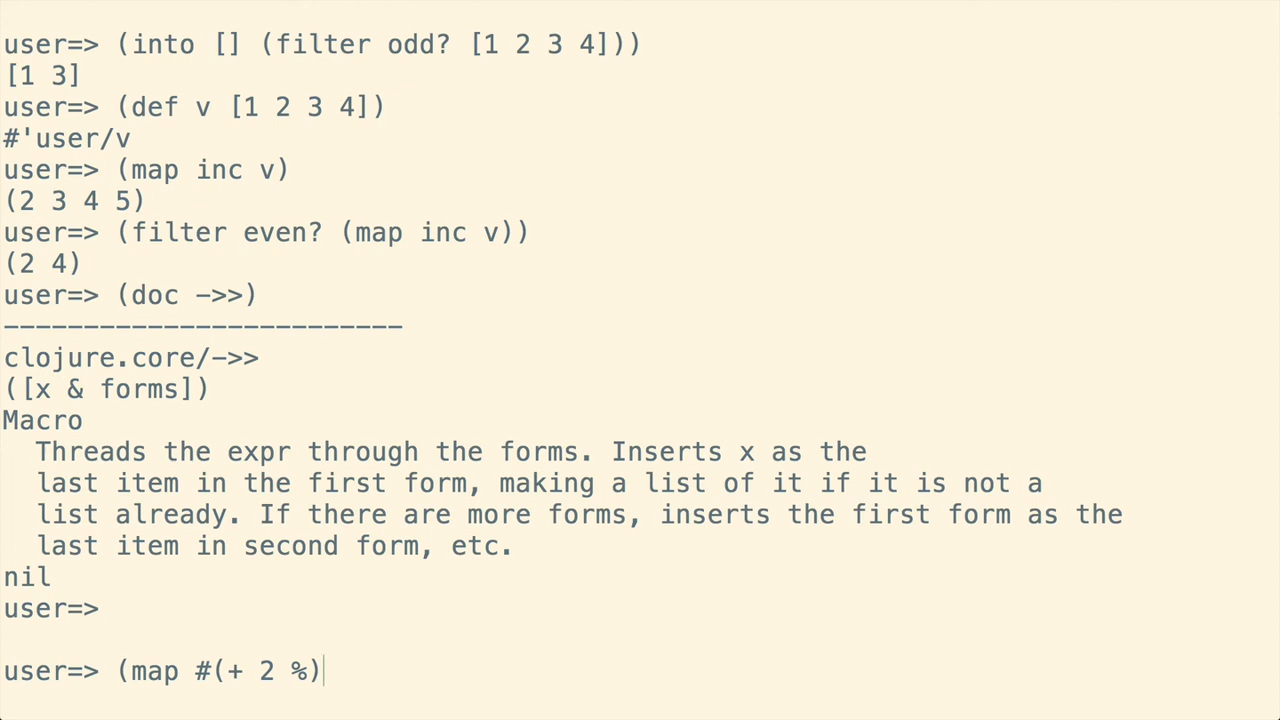 user=> (into [] (filter odd? [1 2 3 4]))
[1 3]
user=> (def v [1 2 3 4])
#'user/v
user=> (map inc v)
(2 3 4 5)
user=> (filter even? (map inc v))
(2 4)
user=> (doc ->>)
-------------------------
clojure.core/->>
([x & forms])
Macro
  Threads the expr through the forms. Inserts x as the
  last item in the first form, making a list of it if it is not a
  list already. If there are more forms, inserts the first form as the
  last item in second form, etc.
nil
user=>
user=> (map #(+ 2 %)